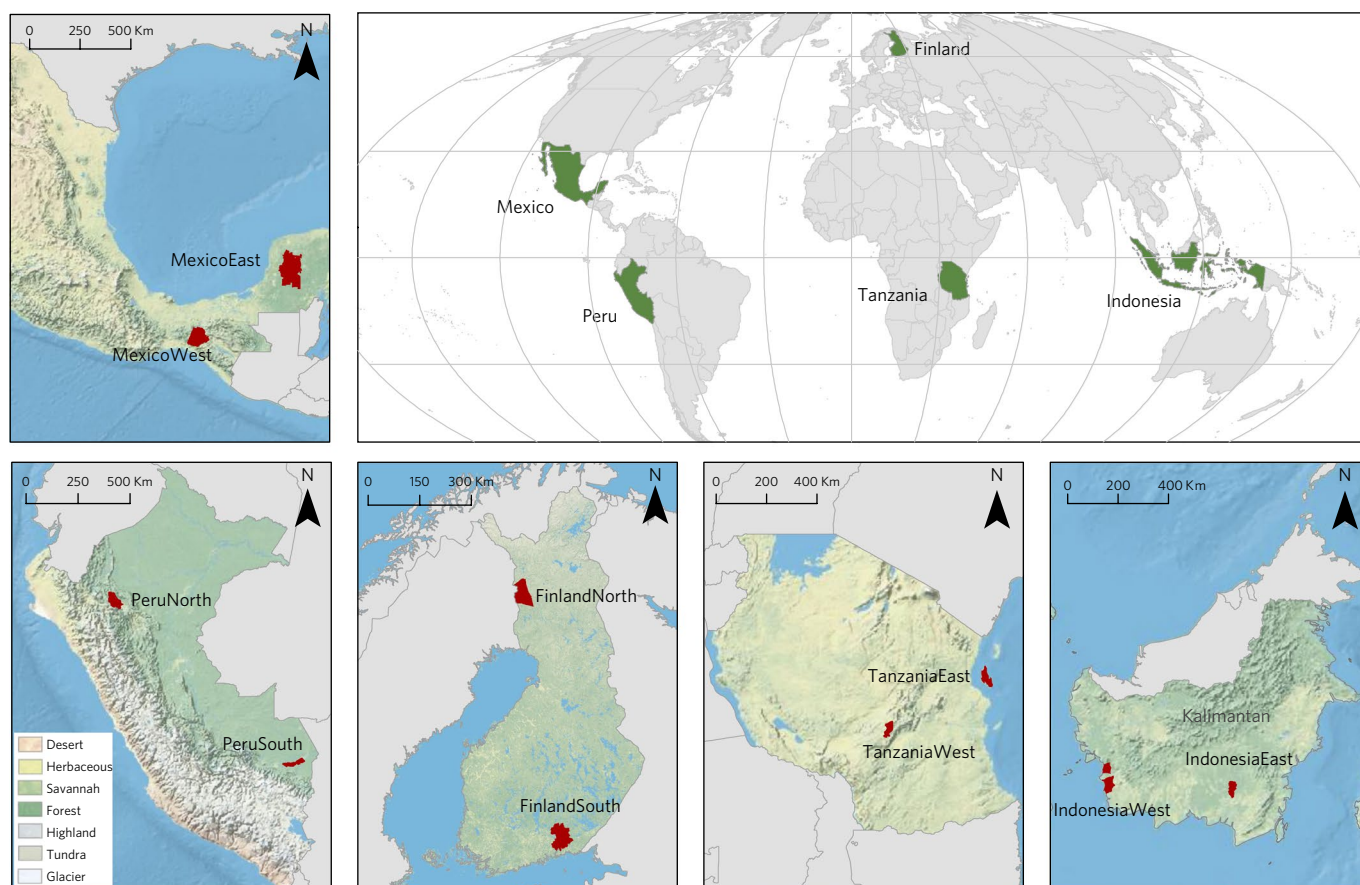 0 250 500 Km
N
MexicoEast
MexicoWest
Finland
Mexico
Peru
Tanzania
Indonesia
0 250 500 Km
N
PeruNorth
PeruSouth
Desert
Herbaceous
Savannah
Forest
Highland
Tundra
Glacier
0 150 300 Km
N
FinlandNorth
FinlandSouth
0 200 400 Km
N
TanzaniaEast
TanzaniaWest
0 200 400 Km
N
Kalimantan
IndonesiaEast
IndonesiaWest